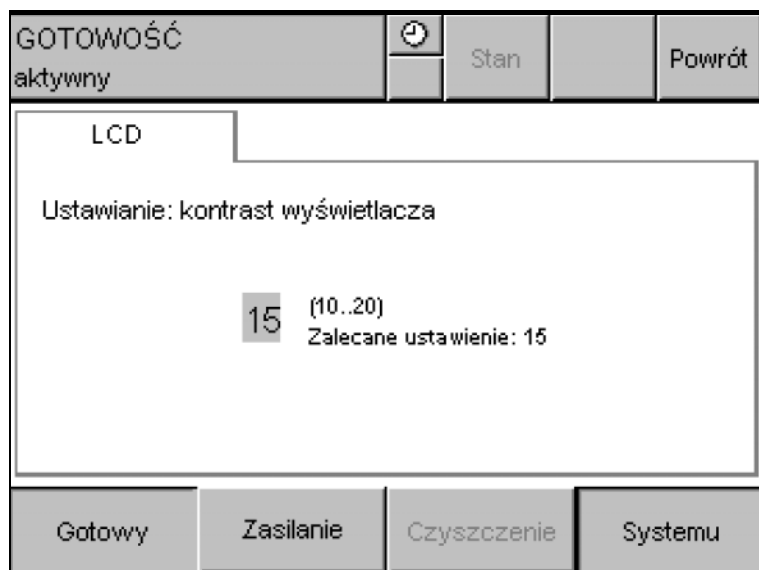 GOTOWOŚĆ
aktywny
Stan
Powrót
LCD
Ustawianie: kontrast wyświetlacza
15
(10..20)
Zalecane ustawienie: 15
Gotowy
Zasilanie
Czyszczenie
Systemu